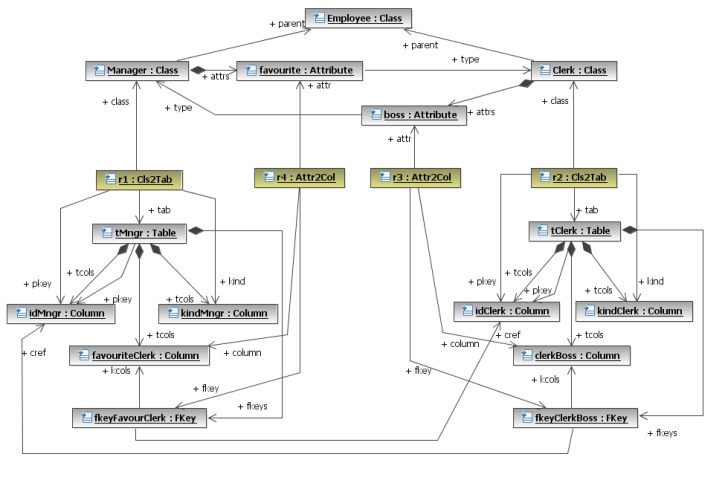 Employee : Class
+ parent
+ parent
Manager : Class
+ attrs
favourite : Attribute
+ type
Clerk : Class
+ attr
+ class
+ type
boss : Attribute
+ attrs
+ class
+ attr
r1 : Cls2Tab
r4 : Attr2Col
r3 : Attr2Col
r2 : Cls2Tab
+ tab
+ tab
tMngr : Table
tClerk : Table
+ pkey
+ tcols
+ pkey
+ tcols
+ kind
+ pkey
+ tcols
+ pkey
+ tcols
+ kind
idMngr : Column
kindMngr : Column
idClerk : Column
kindClerk : Column
+ tcols
+ cref
+ tcols
+ cref
+ column
+ column
favouriteClerk : Column
clerkBoss : Column
+ kcols
+ fkey
+ fkey
+ kcols
+ fkeys
fkeyFavourClerk : FKey
fkeyClerkBoss : FKey
+ fkeys